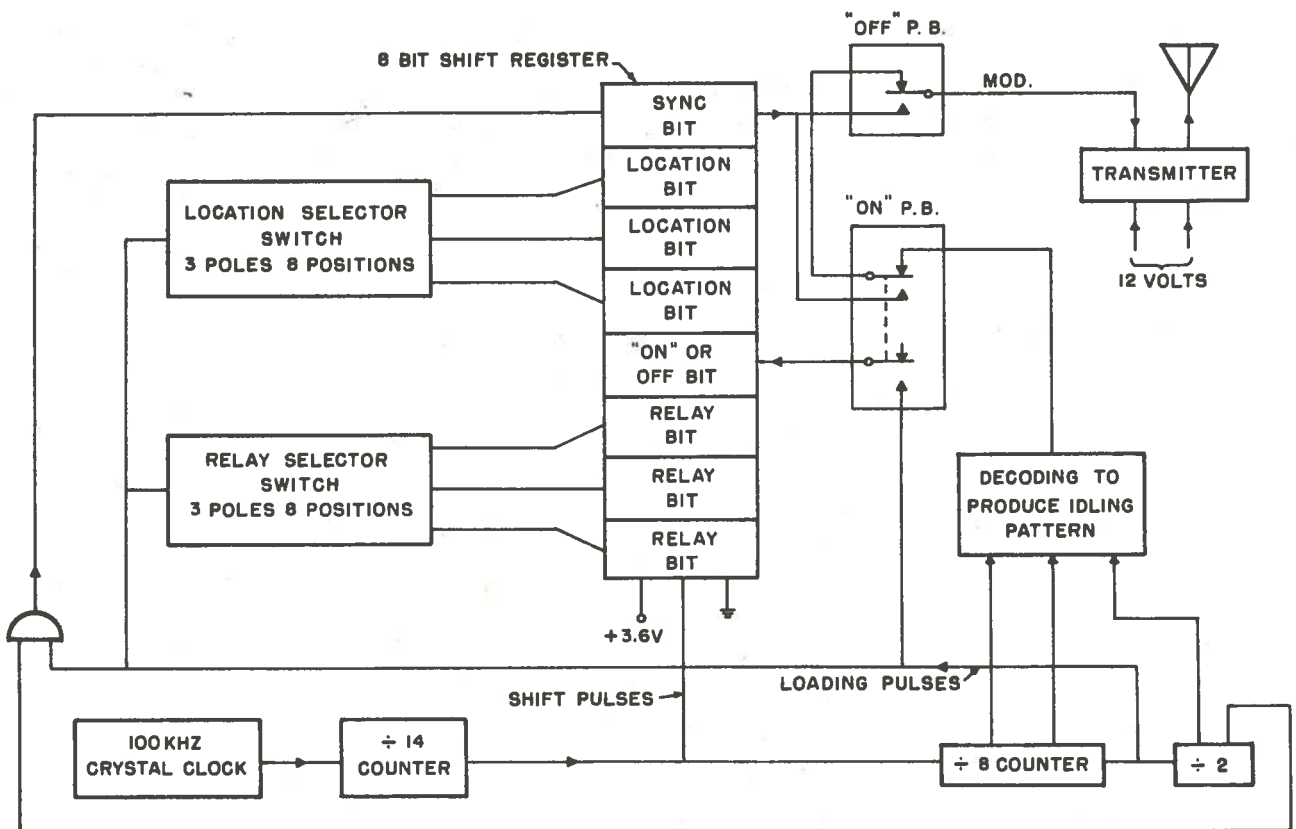 "OFF" P. B.
8 BIT SHIFT REGISTER
SYNC
BIT
MOD.
LOCATION
BIT
LOCATION SELECTOR
SWITCH
3 POLES 8 POSITIONS
LOCATION
BIT
LOCATION
BIT
"ON" P. B.
TRANSMITTER
12 VOLTS
"ON" OR
OFF BIT
RELAY
BIT
RELAY SELECTOR
SWITCH
3 POLES 8 POSITIONS
RELAY
BIT
RELAY
BIT
DECODING TO
PRODUCE IDLING
PATTERN
+3.6V
SHIFT PULSES
LOADING PULSES
100 KHZ
CRYSTAL CLOCK
÷ 14
COUNTER
÷ 8 COUNTER
÷ 2